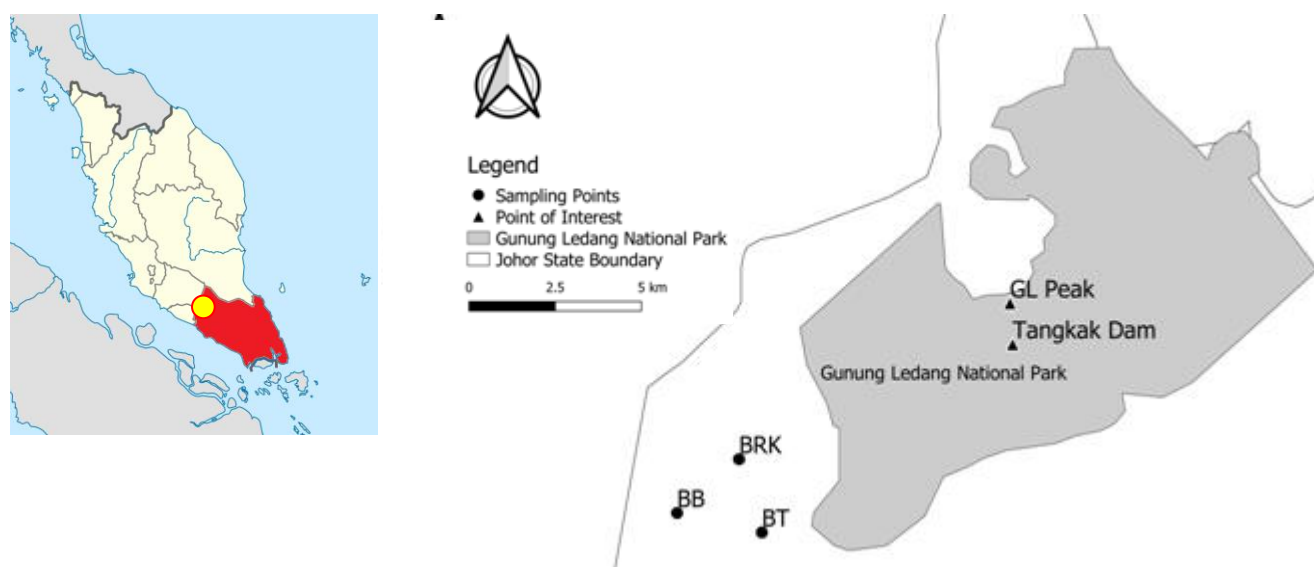 Legend
Sampling Points
Point of Interest
Gunung Ledang National Park
Johor State Boundary
0 2.5 5 km
GL Peak
Tangkak Dam
Gunung Ledang National Park
BRK
BB
BT